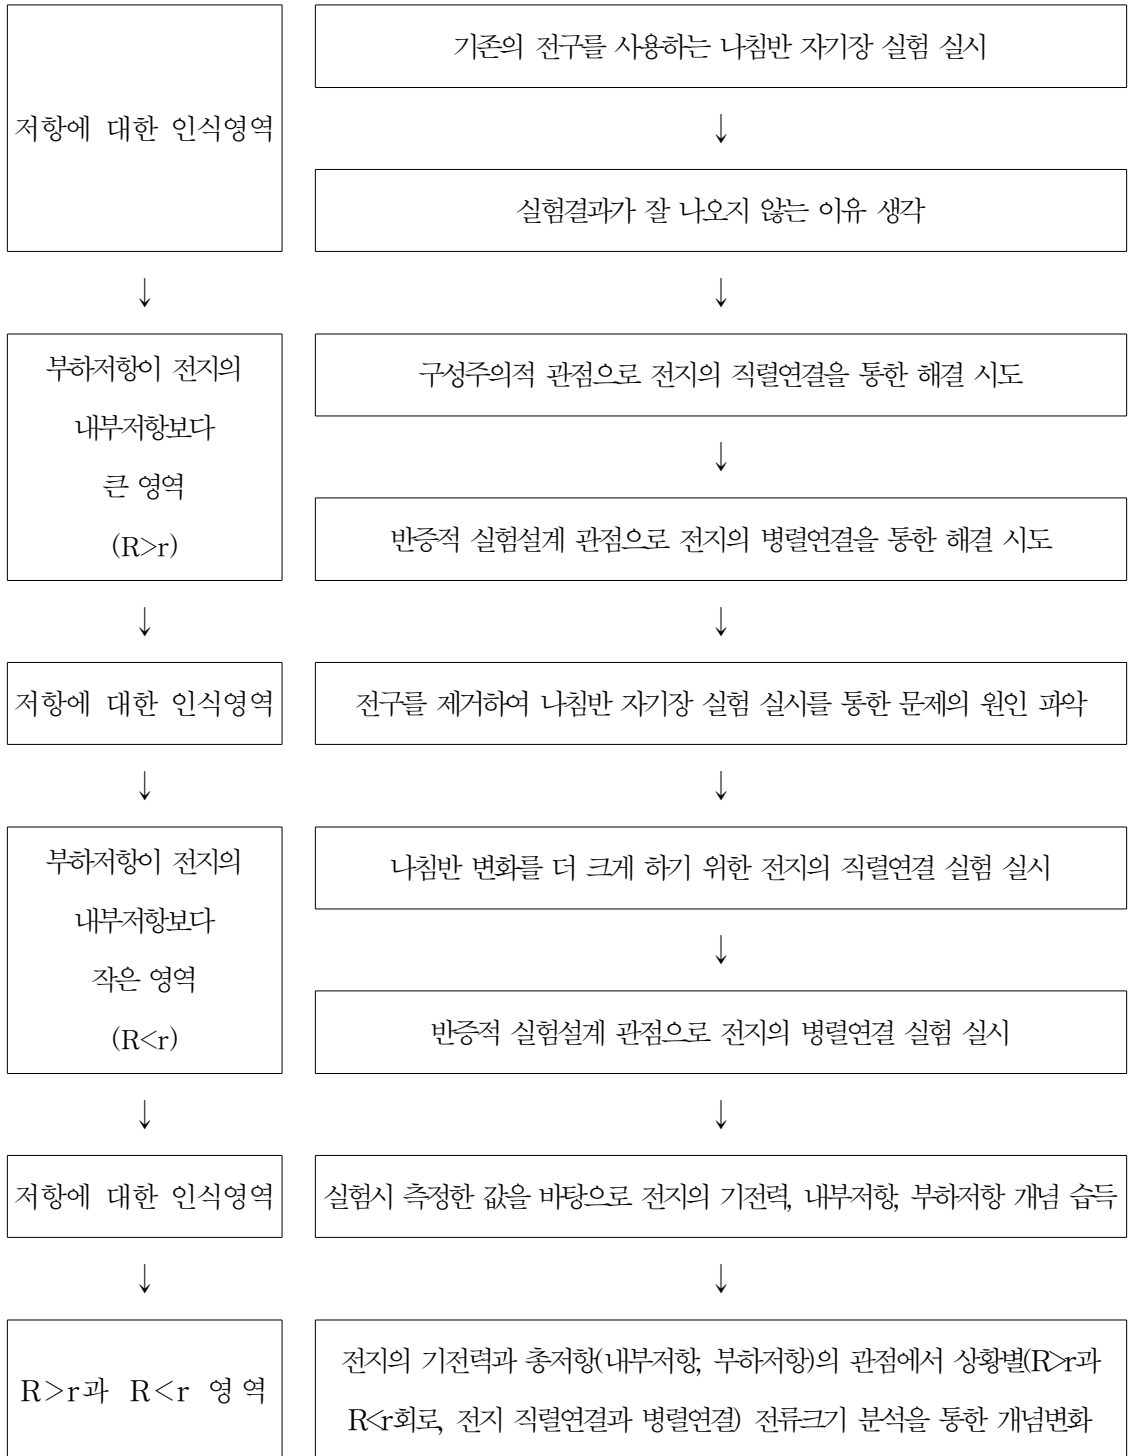 저항에 대한 인식영역
기존의 전구를 사용하는 나침반 자기장 실험 실시
↓
실험결과가 잘 나오지 않는 이유 생각
↓
↓
부하저항이 전지의
내부저항보다
큰 영역
(R>r)
구성주의적 관점으로 전지의 직렬연결을 통한 해결 시도
↓
반증적 실험설계 관점으로 전지의 병렬연결을 통한 해결 시도
↓
↓
저항에 대한 인식영역
전구를 제거하여 나침반 자기장 실험 실시를 통한 문제의 원인 파악
↓
↓
부하저항이 전지의
내부저항보다
작은 영역
(R<r)
나침반 변화를 더 크게 하기 위한 전지의 직렬연결 실험 실시
↓
반증적 실험설계 관점으로 전지의 병렬연결 실험 실시
↓
↓
저항에 대한 인식영역
실험시 측정한 값을 바탕으로 전지의 기전력, 내부저항, 부하저항 개념 습득
↓
↓
R>r과 R<r 영역
전지의 기전력과 총저항(내부저항, 부하저항)의 관점에서 상황별(R>r과
R<r회로, 전지 직렬연결과 병렬연결) 전류크기 분석을 통한 개념변화